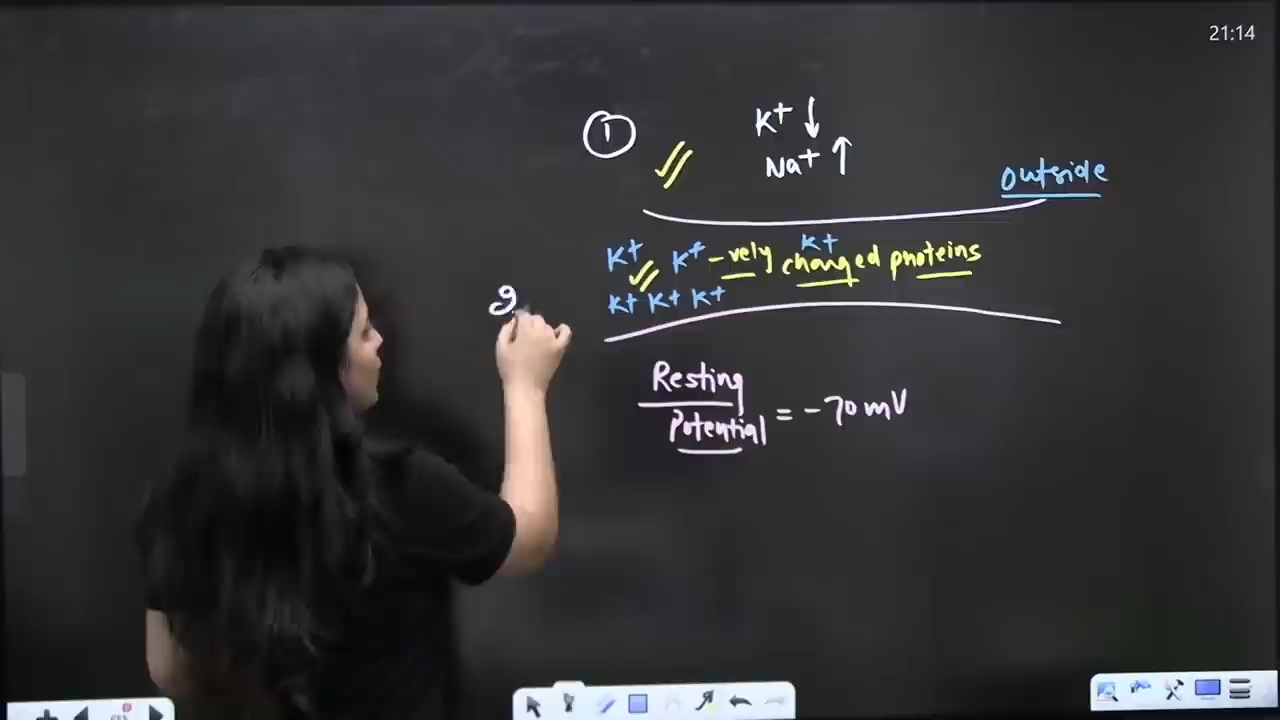 21:14
① K+ ↓
Na+ ↑
Outside
K+ K+ -vely charged proteins
K+
K+ K+ K+
Resting
Potential = -70 mV